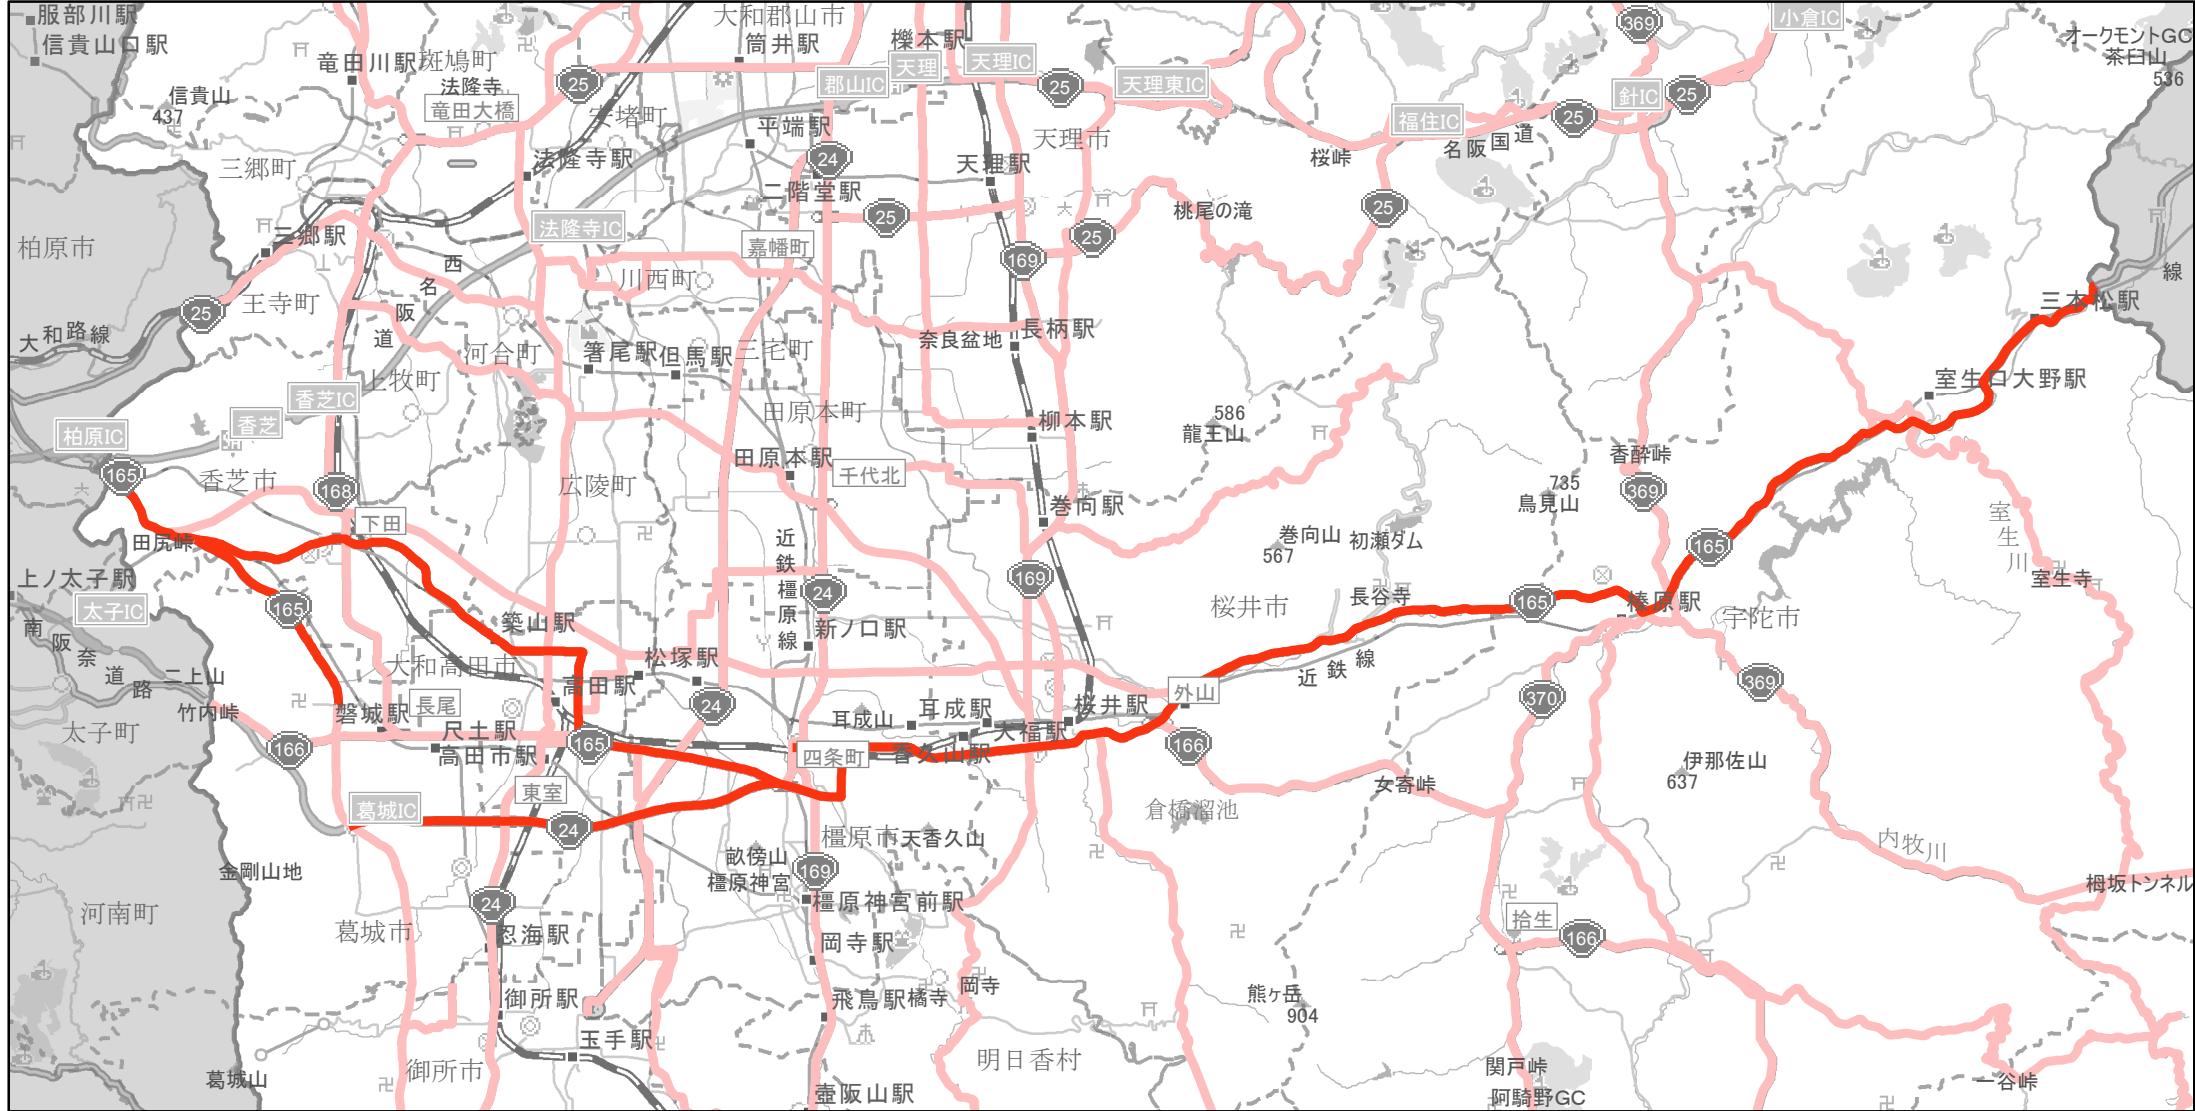 服部川駅
信貴山口駅
信貴山
437
竜田川駅
斑鳩町
法隆寺
竜田大橋
25
安堵町
大和郡山市
筒井駅
郡山IC
天理
櫟本駅
天理IC
25
天理東IC
369
小倉IC
針IC
25
25
福住IC
名阪国道
オークモントGC
茶臼山
536
三郷町
法隆寺駅
平端駅
24
二階堂駅
天理駅
天理市
桜峠
25
25
桃尾の滝
25
柏原市
三郷駅
法隆寺IC
嘉幡町
169
25
王寺町
西名阪道
川西町
大和路線
河合町
箸尾駅
但馬駅
三宅町
奈良盆地
長柄駅
三本松駅
線
上牧町
香芝IC
香芝
柏原IC
田原本町
586
龍王山
柳本駅
室生口大野駅
165
香芝市
168
広陵町
田原本駅
千代北
巻向駅
香酔峠
369
735
鳥見山
下田
田尻峠
近鉄橿原線
巻向山
567
初瀬ダム
165
室生川
室生寺
上ノ太子駅
太子IC
165
南阪奈道路
169
24
新ノ口駅
桜井市
長谷寺
165
榛原駅
宇陀市
築山駅
大和高田市
松塚駅
近鉄線
二上山
竹内峠
長尾
高田駅
24
外山
370
369
太子町
磐城駅
尺土駅
高田市駅
166
165
耳成山
耳成駅
桜井駅
大福駅
香久山駅
四条町
166
伊那佐山
637
女寄峠
東室
葛城IC
24
倉橋溜池
橿原市
天香久山
畝傍山
橿原神宮
169
橿原神宮前駅
内牧川
栂坂トンネル
金剛山地
24
河南町
葛城市
忍海駅
岡寺駅
拾生
166
御所駅
飛鳥駅
橘寺
岡寺
熊ヶ岳
904
玉手駅
御所市
葛城山
明日香村
壺阪山駅
関戸峠
阿騎野GC
一谷峠